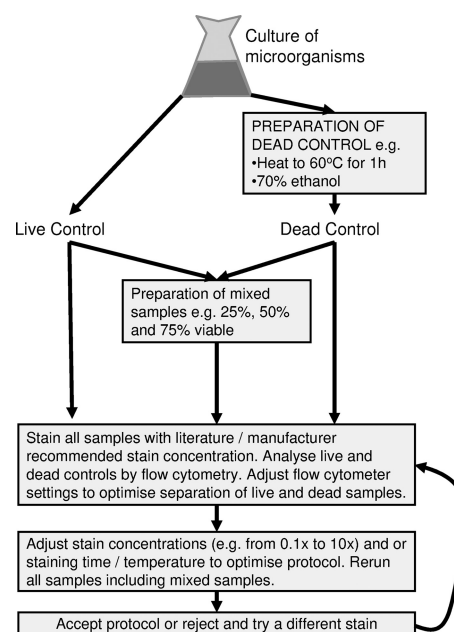 Culture of
microorganisms
PREPARATION OF
DEAD CONTROL e.g.
•Heat to 60ºC for 1h
•70% ethanol
Live Control
Dead Control
Preparation of mixed
samples e.g. 25%, 50%
and 75% viable
Stain all samples with literature / manufacturer
recommended stain concentration. Analyse live and
dead controls by flow cytometry. Adjust flow cytometer
settings to optimise separation of live and dead samples.
Adjust stain concentrations (e.g. from 0.1x to 10x) and or
staining time / temperature to optimise protocol. Rerun
all samples including mixed samples.
Accept protocol or reject and try a different stain